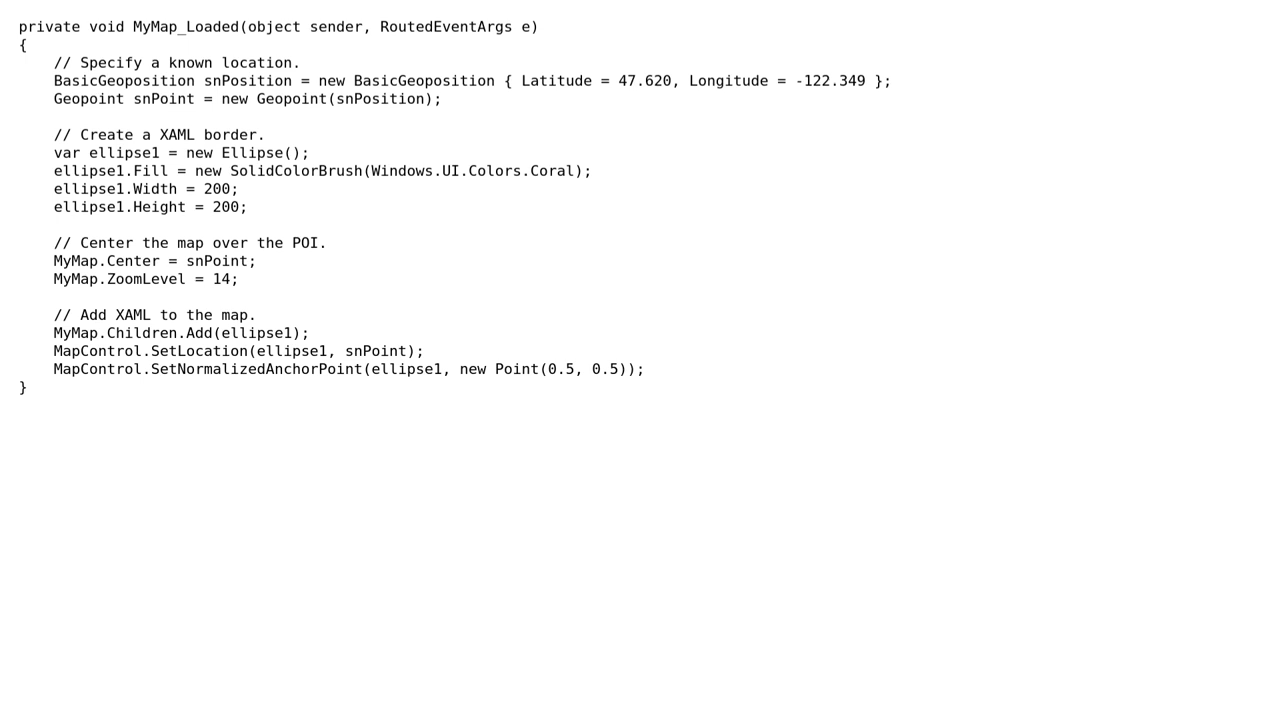 private void MyMap_Loaded(object sender, RoutedEventArgs e)
{
    // Specify a known location.
    BasicGeoposition snPosition = new BasicGeoposition { Latitude = 47.620, Longitude = -122.349 };
    Geopoint snPoint = new Geopoint(snPosition);

    // Create a XAML border.
    var ellipse1 = new Ellipse();
    ellipse1.Fill = new SolidColorBrush(Windows.UI.Colors.Coral);
    ellipse1.Width = 200;
    ellipse1.Height = 200;

    // Center the map over the POI.
    MyMap.Center = snPoint;
    MyMap.ZoomLevel = 14;

    // Add XAML to the map.
    MyMap.Children.Add(ellipse1);
    MapControl.SetLocation(ellipse1, snPoint);
    MapControl.SetNormalizedAnchorPoint(ellipse1, new Point(0.5, 0.5));
}